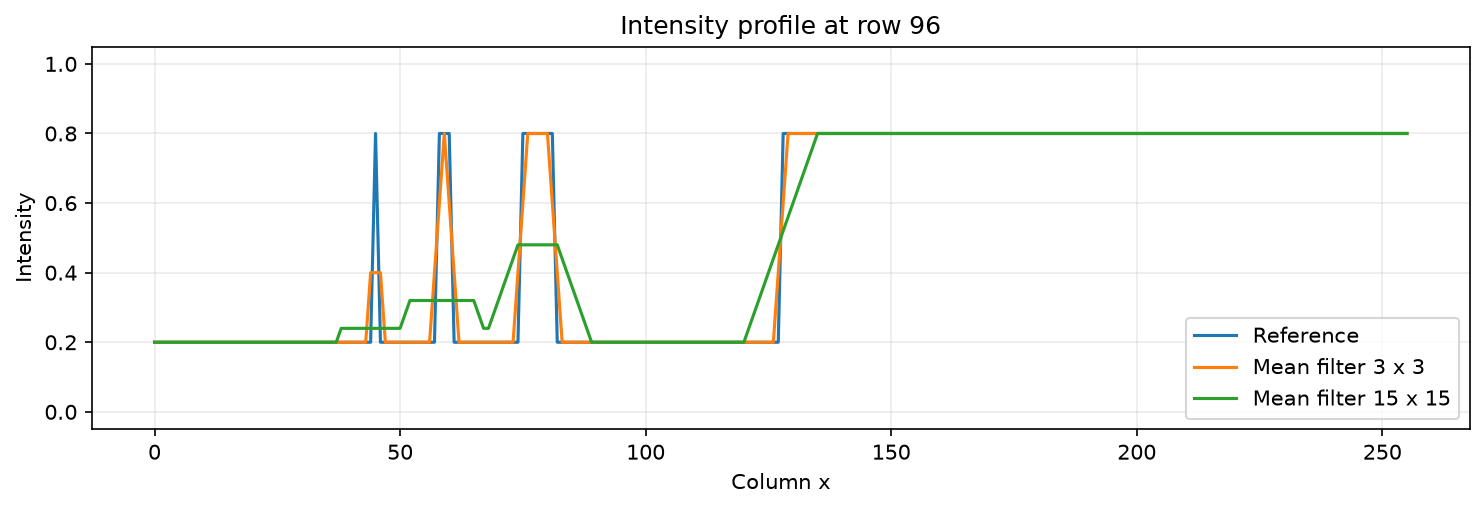 Intensity profile at row 96
Intensity
1.0
0.8
0.6
0.4
0.2
0.0
0 50 100 150 200 250
Column x
Reference
Mean filter 3 x 3
Mean filter 15 x 15